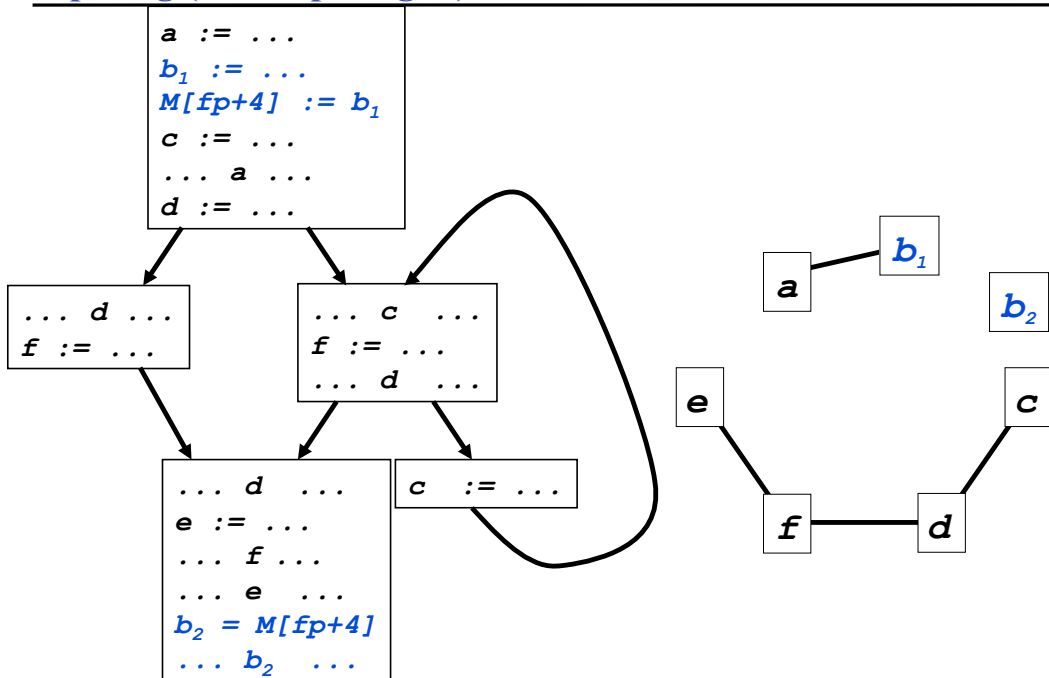 a := ...
b₁ := ...
M[fp+4] := b₁
c := ...
... a ...
d := ...
... d ...
f := ...
... c ...
f := ...
... d ...
... d ...
e := ...
... f ...
... e ...
b₂ = M[fp+4]
... b₂ ...
c := ...
a
b₁
b₂
e
c
f
d